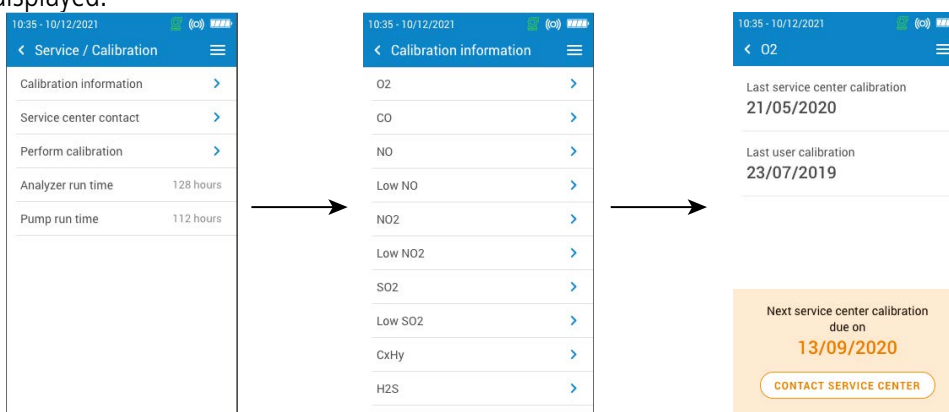 displayed.
10:35 - 10/12/2021
Service / Calibration
Calibration information
Service center contact
Perform calibration
Analyzer run time 128 hours
Pump run time 112 hours
10:35 - 10/12/2021
Calibration information
O2
CO
NO
Low NO
NO2
Low NO2
SO2
Low SO2
CxHy
H2S
10:35 - 10/12/2021
O2
Last service center calibration
21/05/2020
Last user calibration
23/07/2019
Next service center calibration
due on
13/09/2020
CONTACT SERVICE CENTER